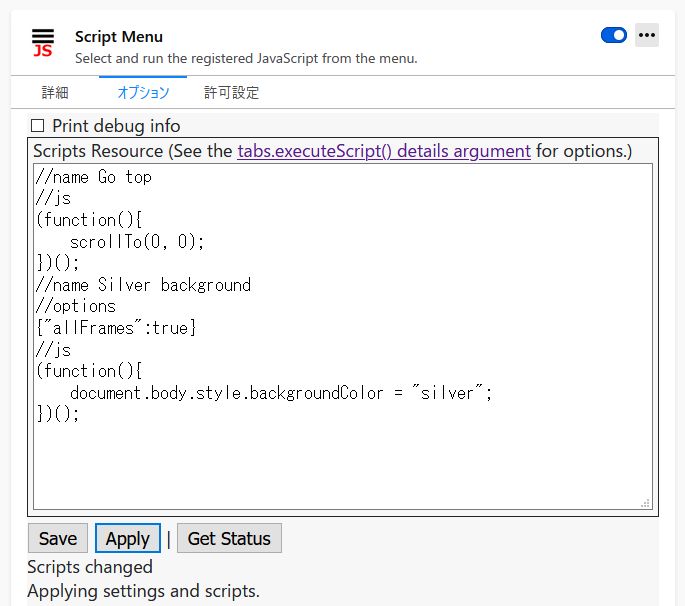 JS
Script Menu
•••
Select and run the registered JavaScript from the menu.
詳細 オプション 許可設定
Print debug info
Scripts Resource (See the tabs.executeScript() details argument for options.)
//name Go top
//js
(function(){
    scrollTo(0, 0);
})();
//name Silver background
//options
{"allFrames":true}
//js
(function(){
    document.body.style.backgroundColor = "silver";
})();
Save Apply | Get Status
Scripts changed
Applying settings and scripts.